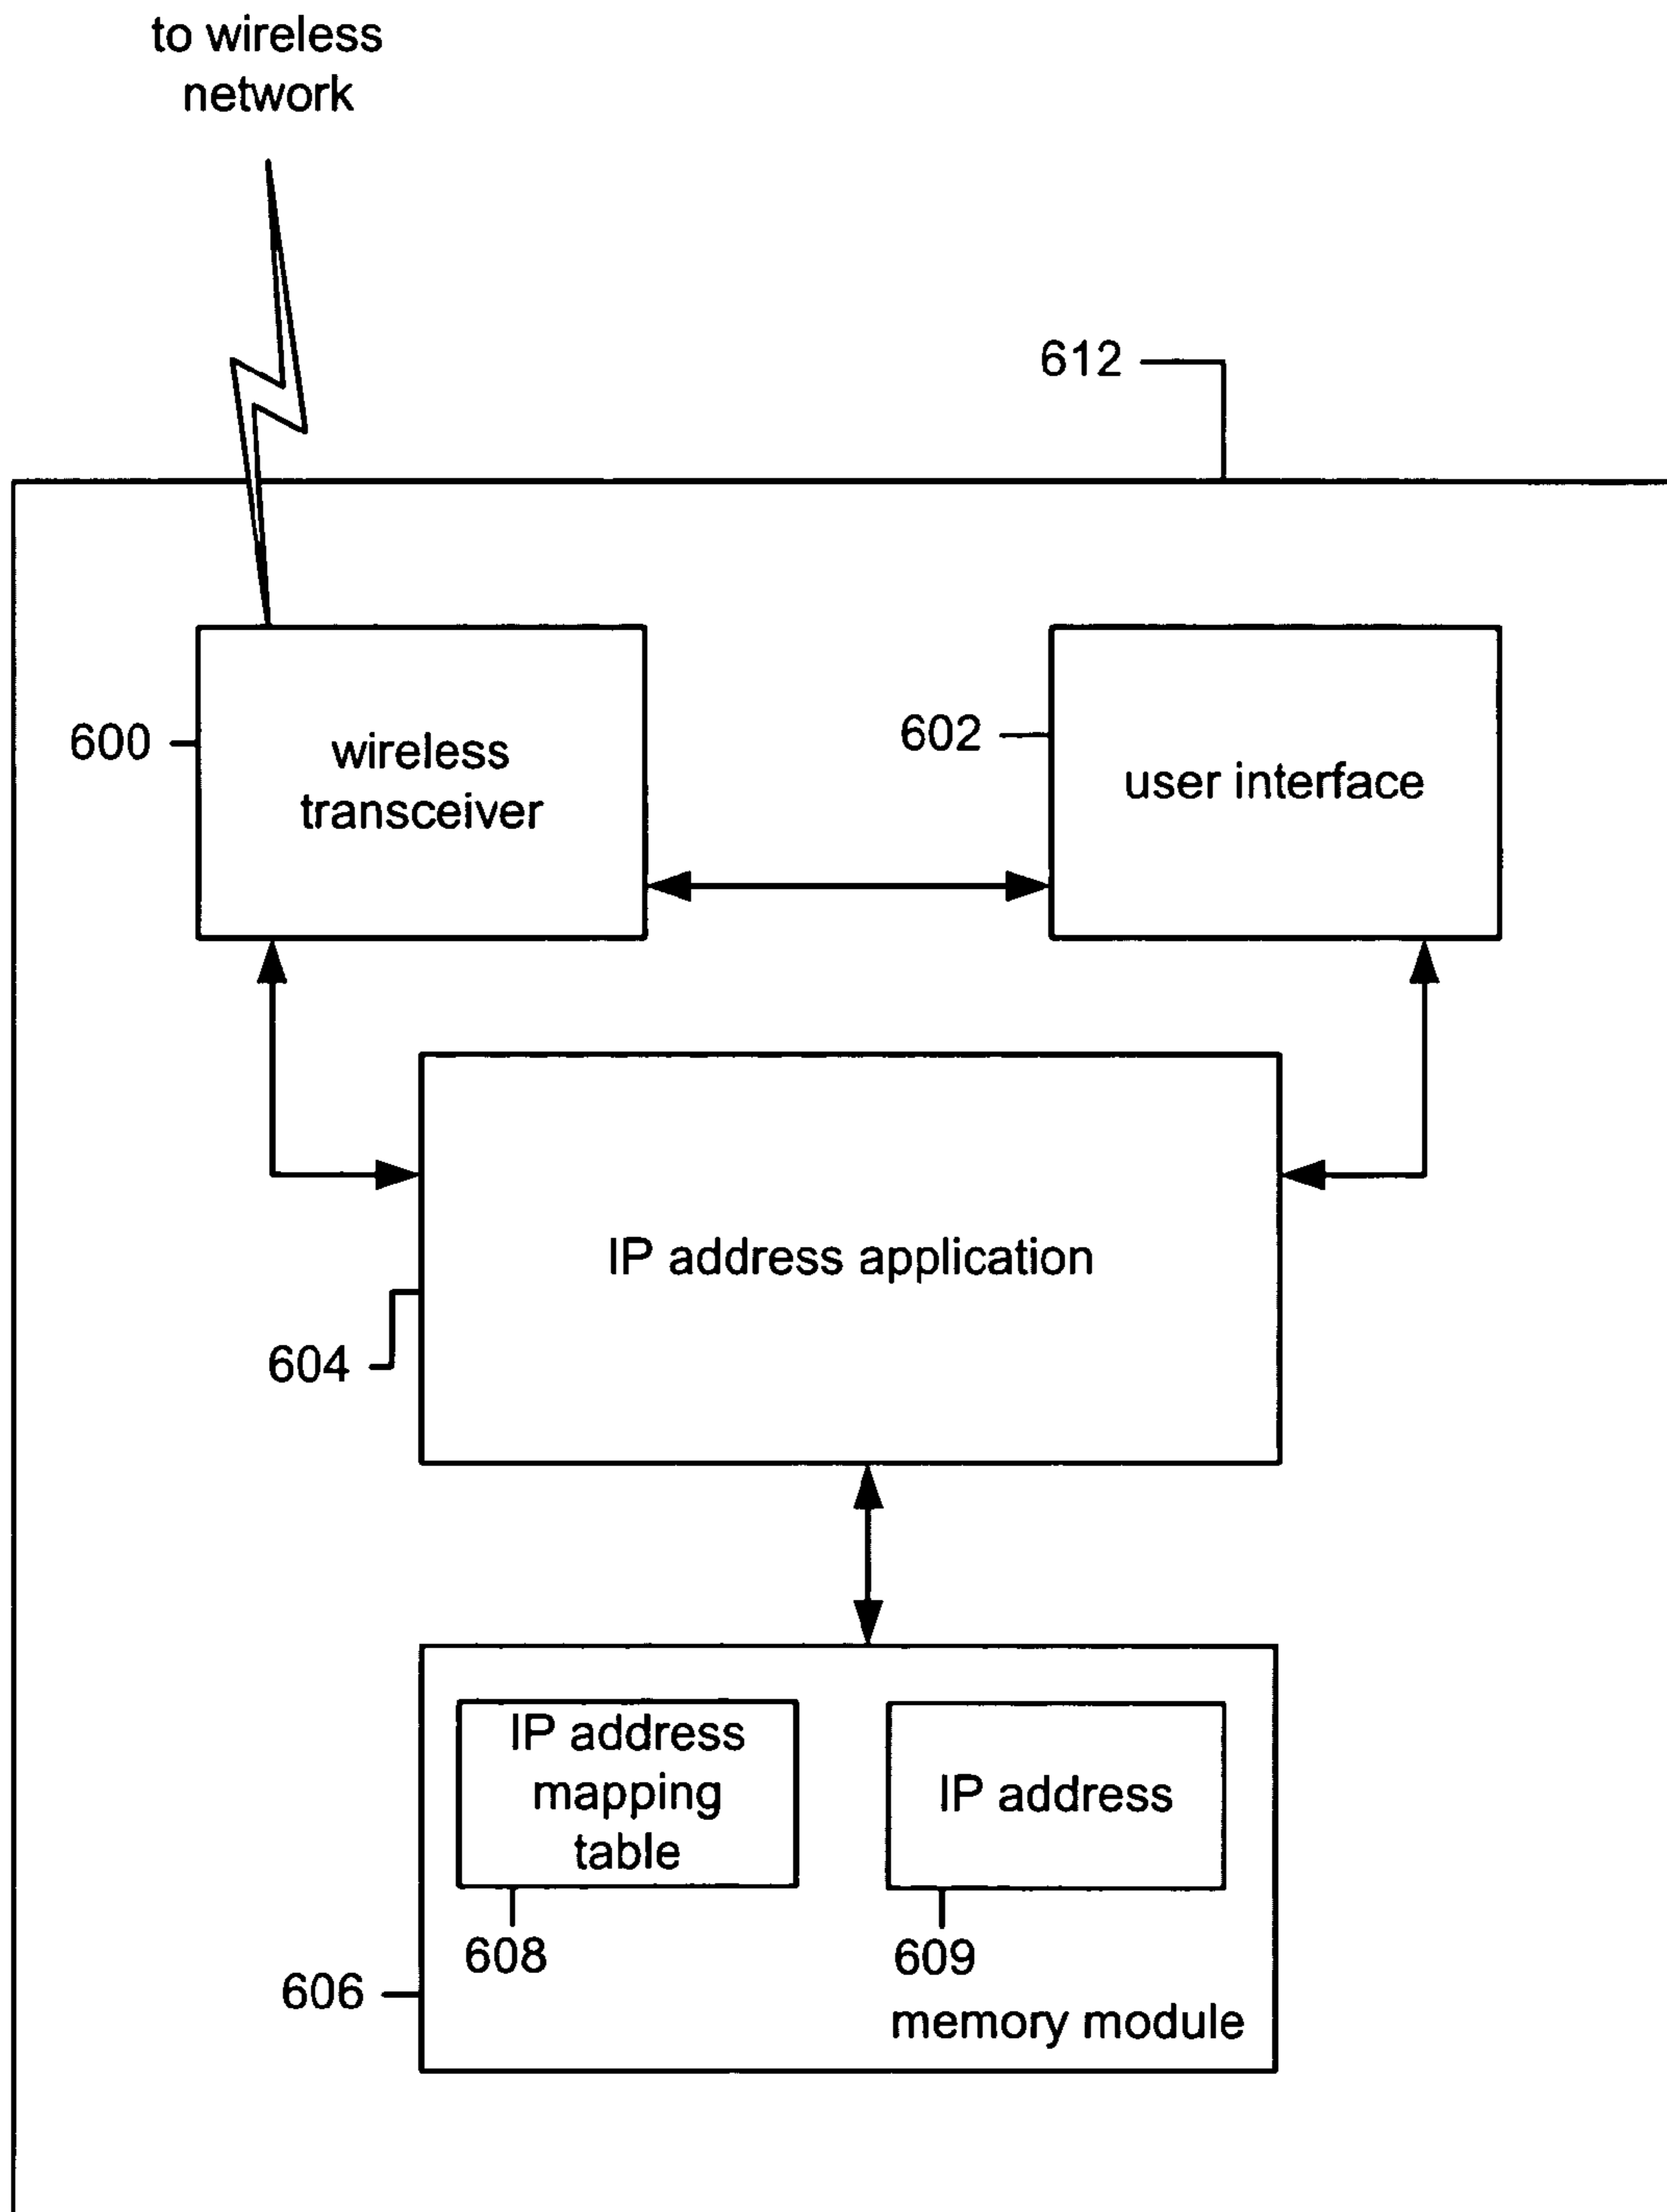 to wireless
network
612
600
wireless
transceiver
602
user interface
IP address application
604
IP address
mapping
table
IP address
608
609
606
memory module